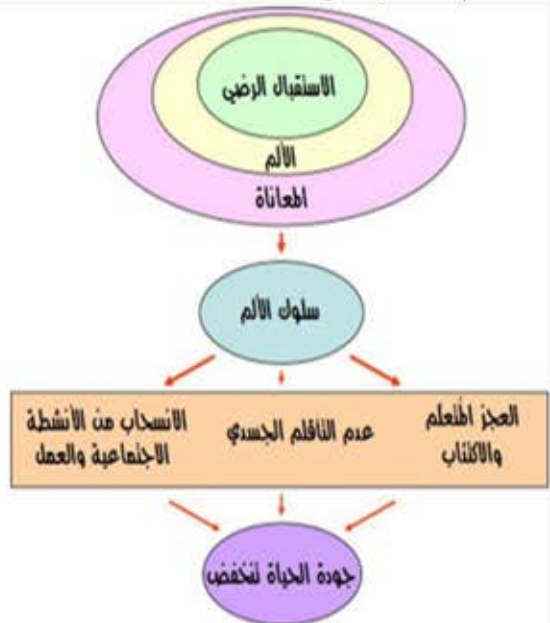 الاستقبال الرضي
الألم
المعاناة
سلوك الألم
العجز المتعلم
والاكتئاب
عدم التاقلم الجسدي
الانسحاب من الأنشطة
الاجتماعية والعمل
جودة الحياة تنخفض